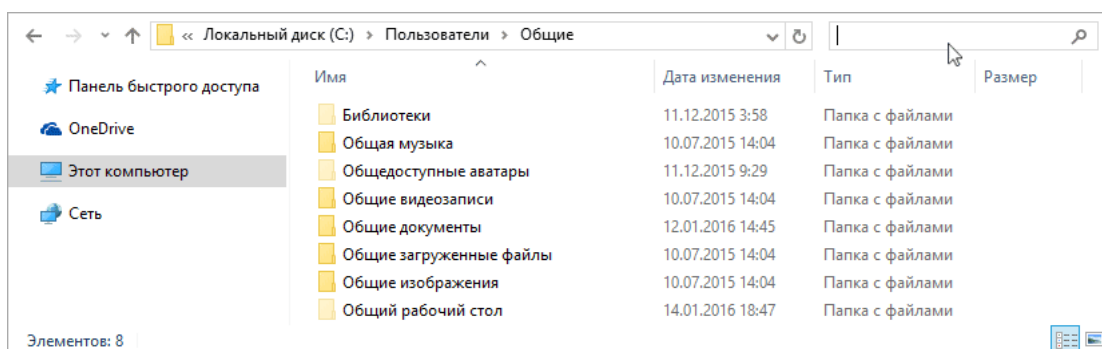 « Локальный диск (C:) › Пользователи › Общие
Имя Дата изменения Тип Размер
Панель быстрого доступа
OneDrive
Этот компьютер
Сеть
Библиотеки 11.12.2015 3:58 Папка с файлами
Общая музыка 10.07.2015 14:04 Папка с файлами
Общедоступные аватары 11.12.2015 9:29 Папка с файлами
Общие видеозаписи 10.07.2015 14:04 Папка с файлами
Общие документы 12.01.2016 14:45 Папка с файлами
Общие загруженные файлы 10.07.2015 14:04 Папка с файлами
Общие изображения 10.07.2015 14:04 Папка с файлами
Общий рабочий стол 14.01.2016 18:47 Папка с файлами
Элементов: 8